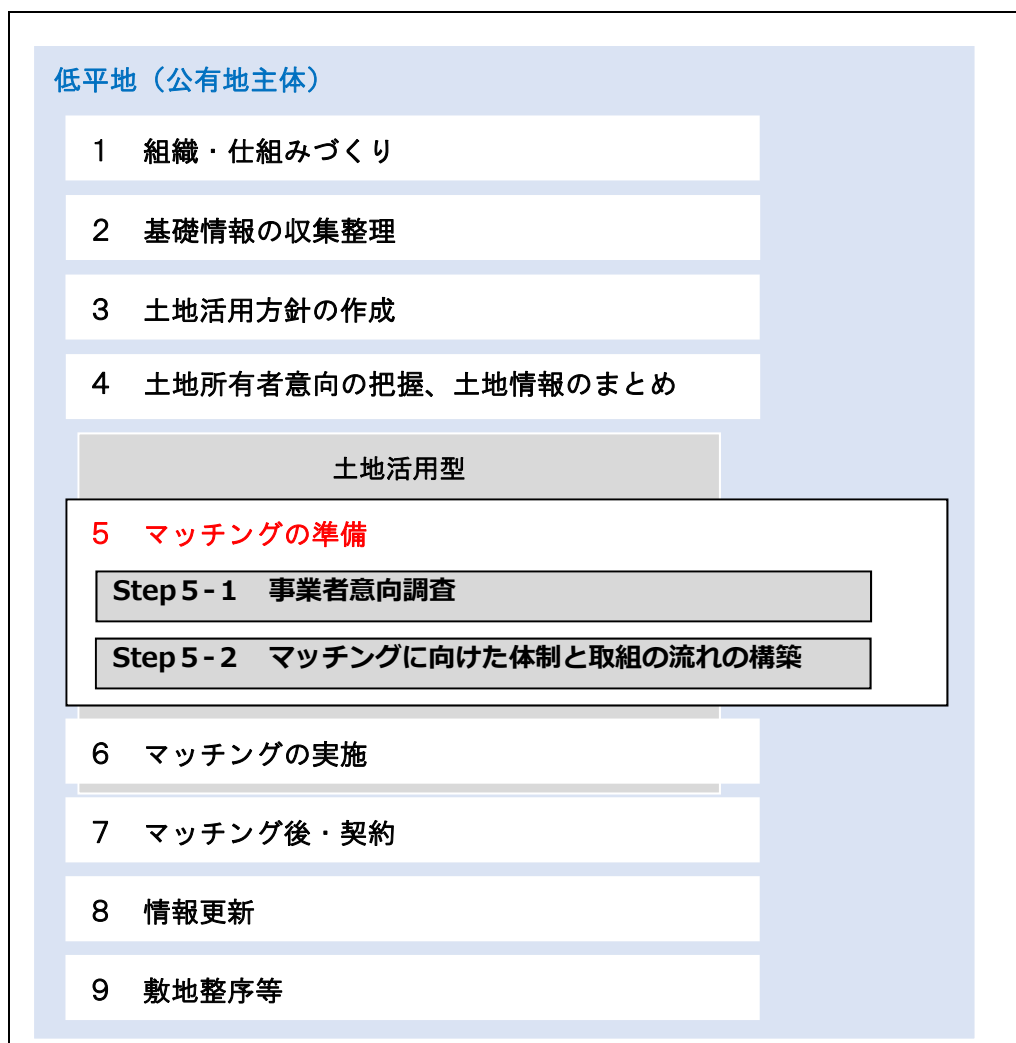 低平地（公有地主体）
１　組織・仕組みづくり
２　基礎情報の収集整理
３　土地活用方針の作成
４　土地所有者意向の把握、土地情報のまとめ
土地活用型
５　マッチングの準備
Step５-１　事業者意向調査
Step５-２　マッチングに向けた体制と取組の流れの構築
６　マッチングの実施
７　マッチング後・契約
８　情報更新
９　敷地整序等